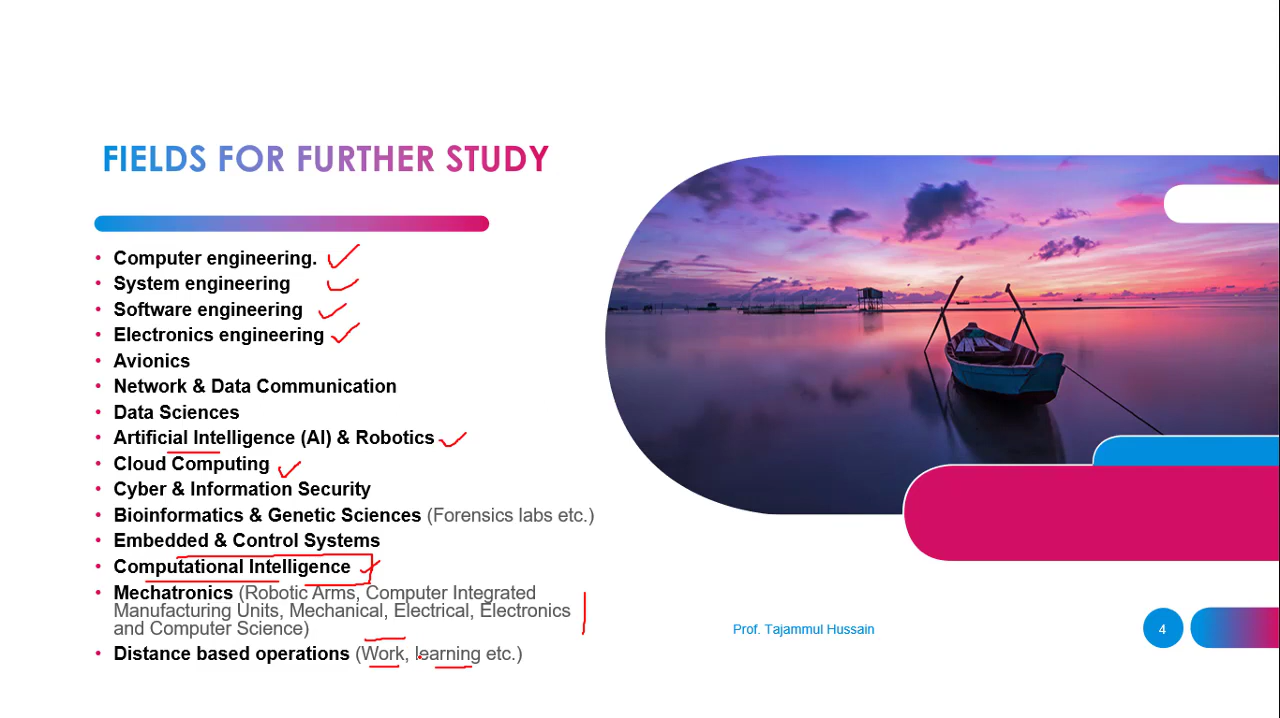 FIELDS FOR FURTHER STUDY
• Computer engineering.
• System engineering
• Software engineering
• Electronics engineering
• Avionics
• Network & Data Communication
• Data Sciences
• Artificial Intelligence (AI) & Robotics
• Cloud Computing
• Cyber & Information Security
• Bioinformatics & Genetic Sciences (Forensics labs etc.)
• Embedded & Control Systems
• Computational Intelligence
• Mechatronics (Robotic Arms, Computer Integrated
Manufacturing Units, Mechanical, Electrical, Electronics
and Computer Science)
• Distance based operations (Work, learning etc.)
Prof. Tajammul Hussain
4